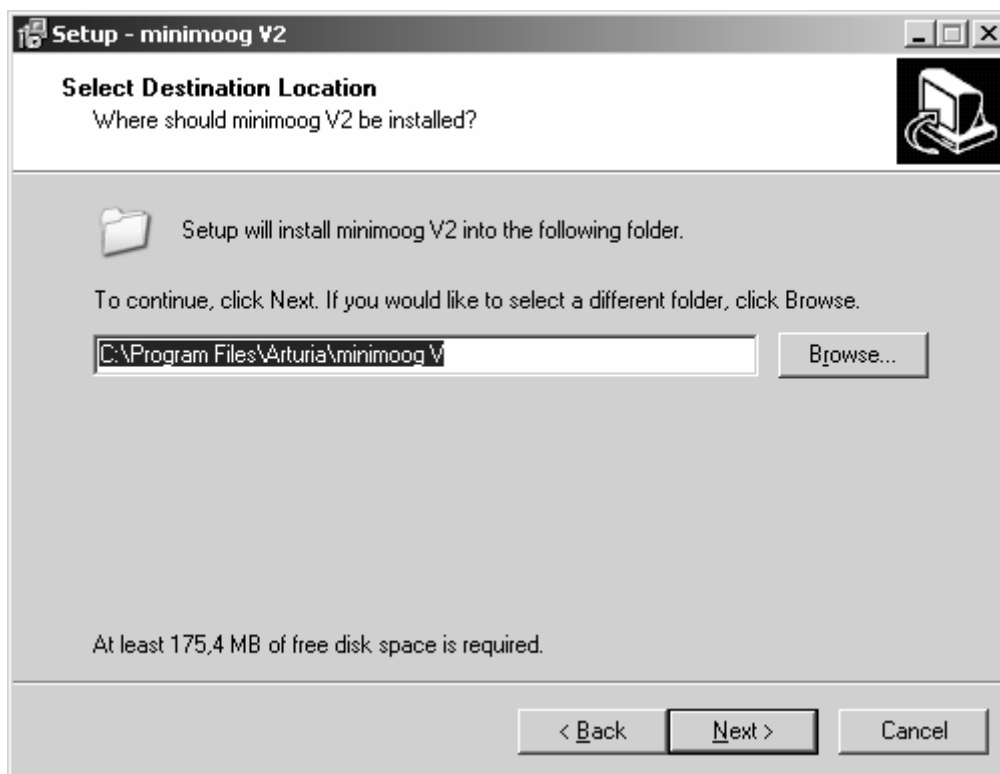 Setup - minimoog V2
Select Destination Location
Where should minimoog V2 be installed?
Setup will install minimoog V2 into the following folder.
To continue, click Next. If you would like to select a different folder, click Browse.
C:\Program Files\Arturia\minimoog V
Browse...
At least 175,4 MB of free disk space is required.
< Back
Next >
Cancel